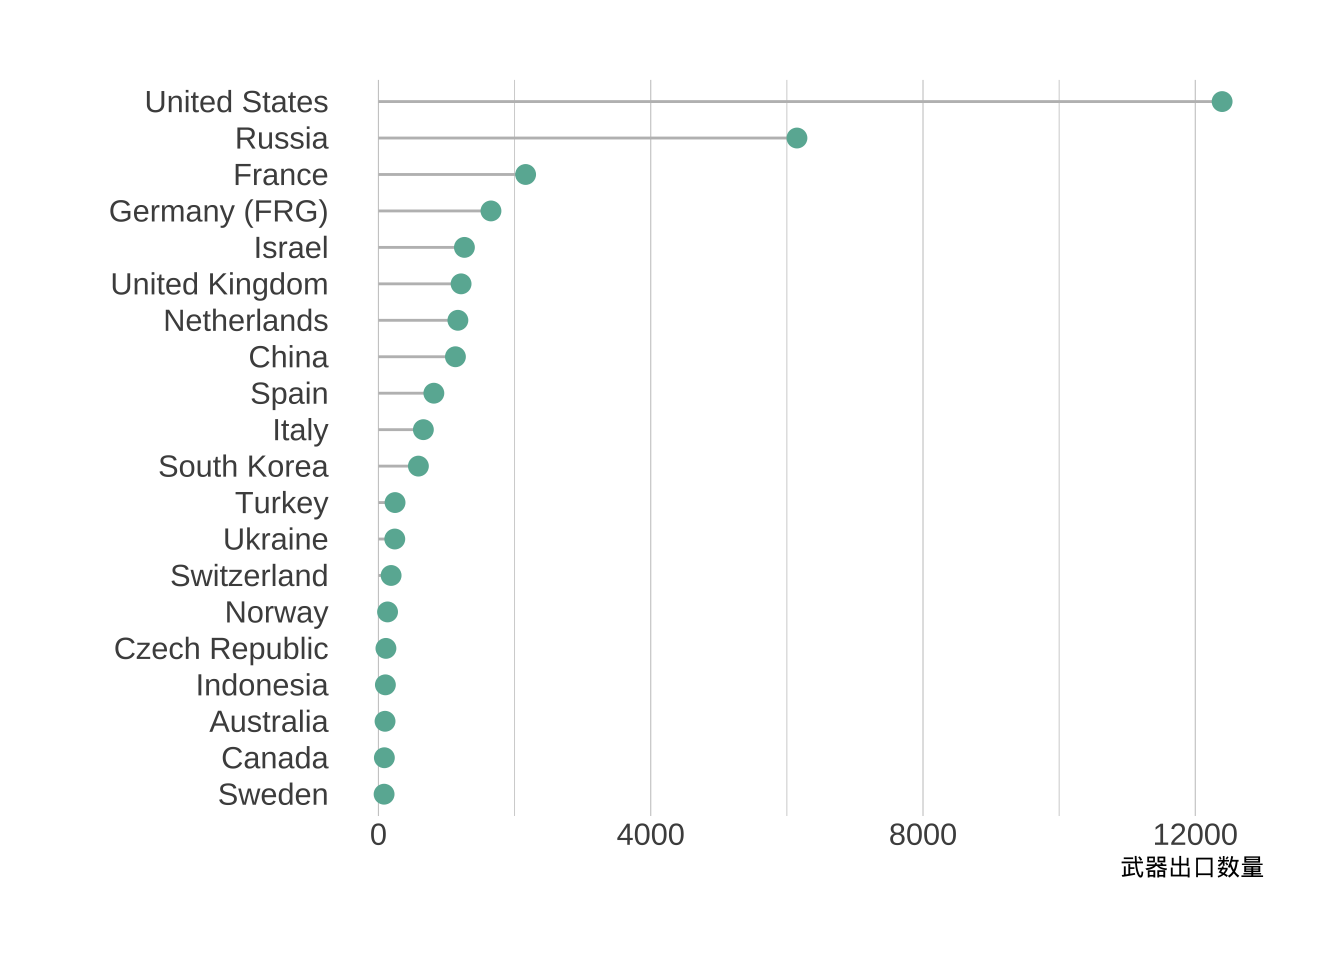 United States
Russia
France
Germany (FRG)
Israel
United Kingdom
Netherlands
China
Spain
Italy
South Korea
Turkey
Ukraine
Switzerland
Norway
Czech Republic
Indonesia
Australia
Canada
Sweden
0 4000 8000 12000
武器出口数量